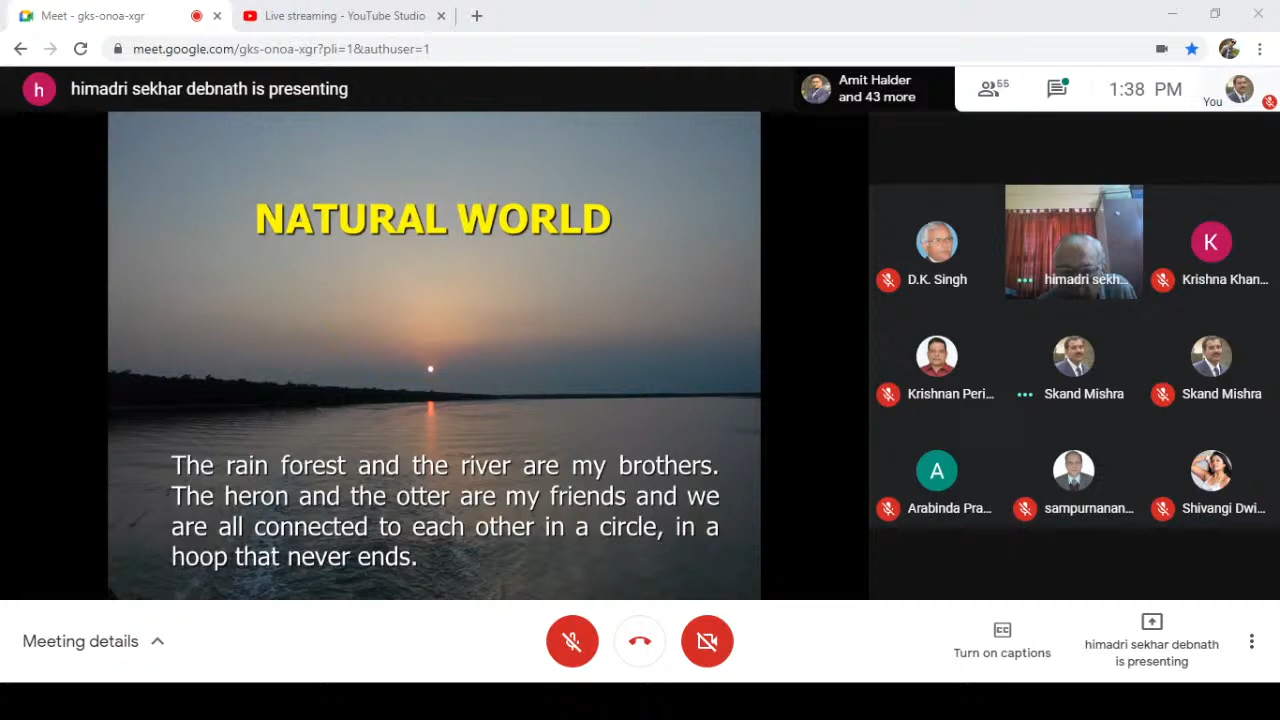 Meet - gks-onoa-xgr
Live streaming - YouTube Studio
meet.google.com/gks-onoa-xgr?pli=1&authuser=1
h
himadri sekhar debnath is presenting
Amit Halder
and 43 more
55
1:38 PM
You
NATURAL WORLD
The rain forest and the river are my brothers.
The heron and the otter are my friends and we
are all connected to each other in a circle, in a
hoop that never ends.
D.K. Singh
himadri sekh...
K
Krishna Khan...
Krishnan Peri...
Skand Mishra
Skand Mishra
A
Arabinda Pra...
sampurnanan...
Shivangi Dwi...
Meeting details
CC
Turn on captions
himadri sekhar debnath
is presenting